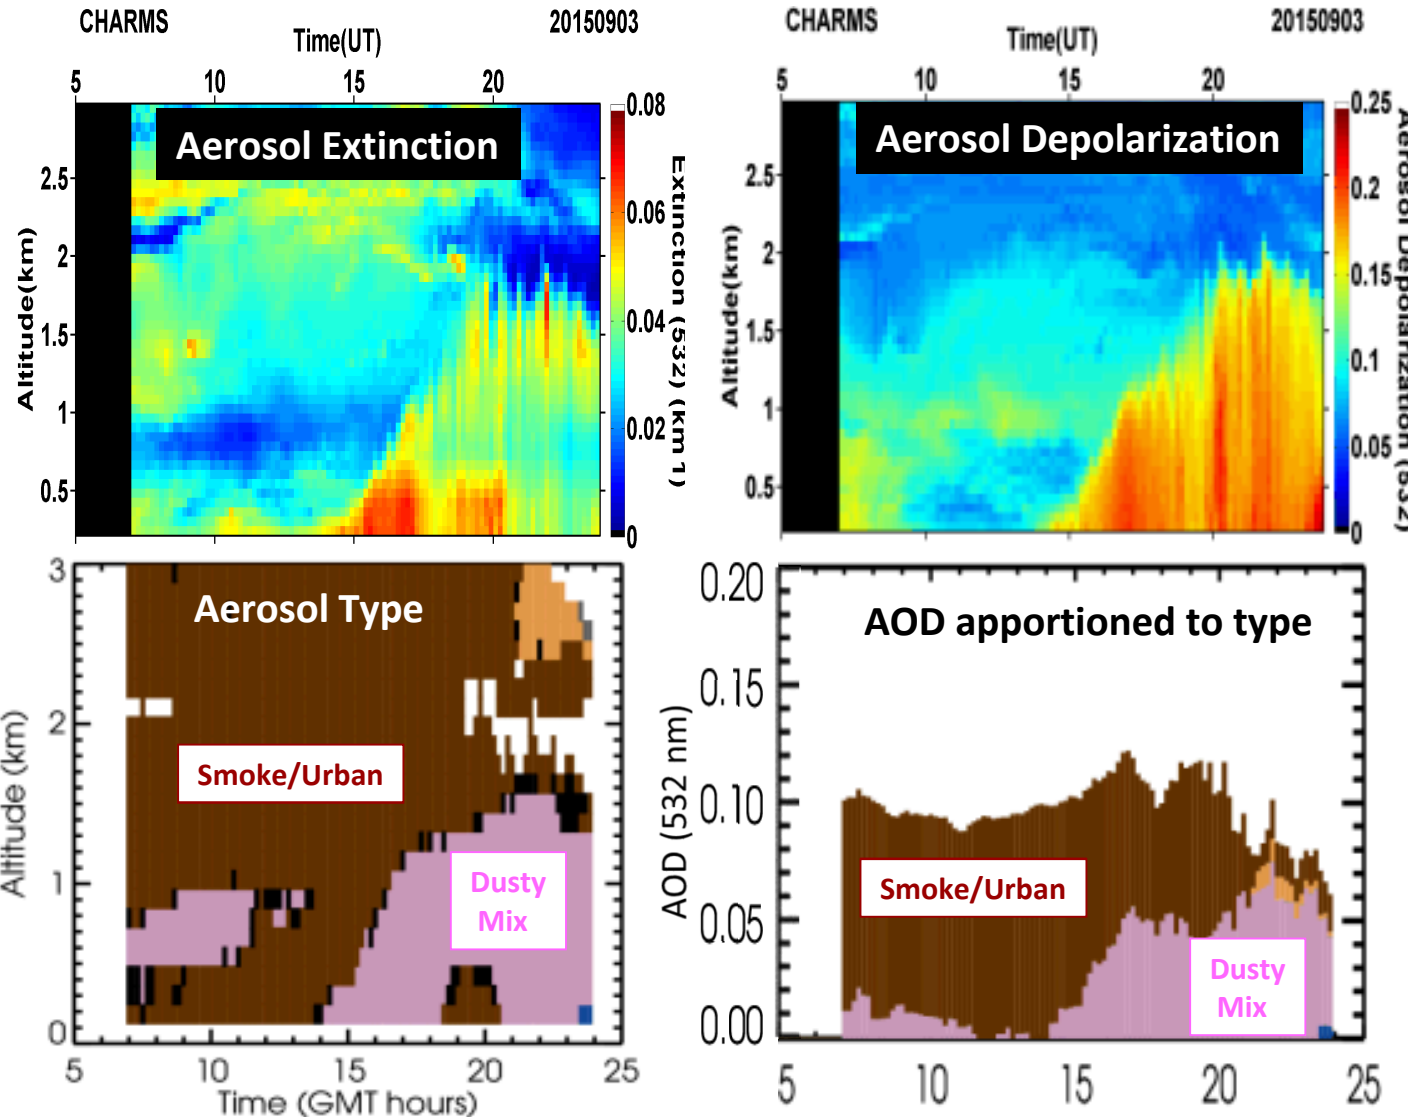 CHARMS 20150903
Time(UT)
5 10 15 20
Aerosol Extinction
Altitude(km)
2.5
2
1.5
1
0.5
0.08
0.06
0.04
0.02
0
Extinction (532) (km 1)
CHARMS 20150903
Time(UT)
5 10 15 20
Aerosol Depolarization
Altitude(km)
2.5
2
1.5
1
0.5
0.25
0.2
0.15
0.1
0.05
0
Aerosol Depolarization (532)
Aerosol Type
Altitude (km)
3
2
1
0
Smoke/Urban
Dusty
Mix
5 10 15 20 25
Time (GMT hours)
AOD apportioned to type
AOD (532 nm)
0.20
0.15
0.10
0.05
0.00
Smoke/Urban
Dusty
Mix
5 10 15 20 25